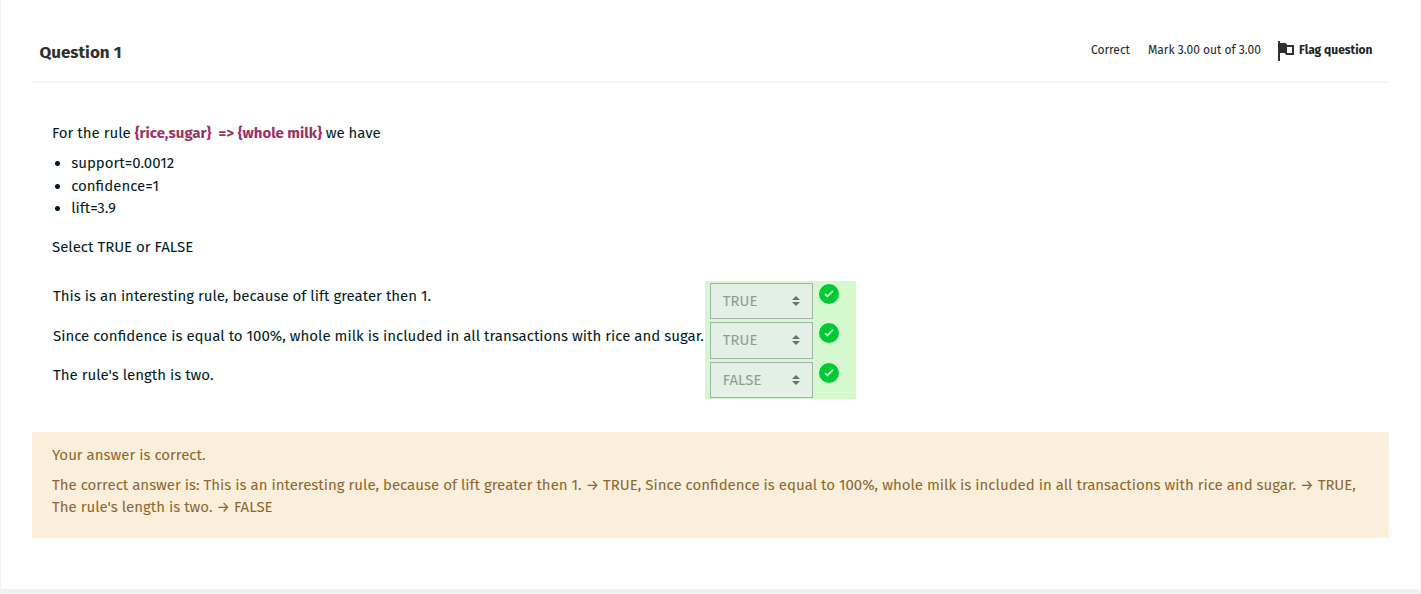 Question 1
Correct Mark 3.00 out of 3.00 Flag question
For the rule {rice,sugar} => {whole milk} we have
• support=0.0012
• confidence=1
• lift=3.9
Select TRUE or FALSE
This is an interesting rule, because of lift greater then 1. TRUE
Since confidence is equal to 100%, whole milk is included in all transactions with rice and sugar. TRUE
The rule's length is two. FALSE
Your answer is correct.
The correct answer is: This is an interesting rule, because of lift greater then 1. → TRUE, Since confidence is equal to 100%, whole milk is included in all transactions with rice and sugar. → TRUE,
The rule's length is two. → FALSE